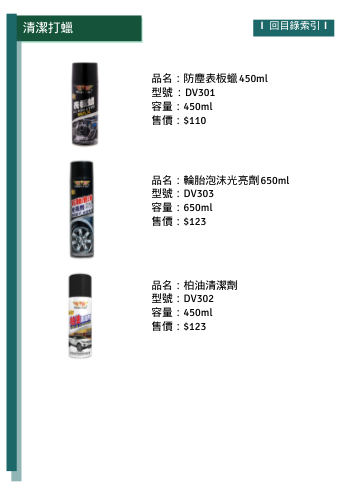 清潔打蠟
I 回目錄索引 I
品名：防塵表板蠟450ml
型號：DV301
容量：450ml
售價：$110
表板蠟
品名：輪胎泡沫光亮劑650ml
型號：DV303
容量：650ml
售價：$123
品名：柏油清潔劑
型號：DV302
容量：450ml
售價：$123